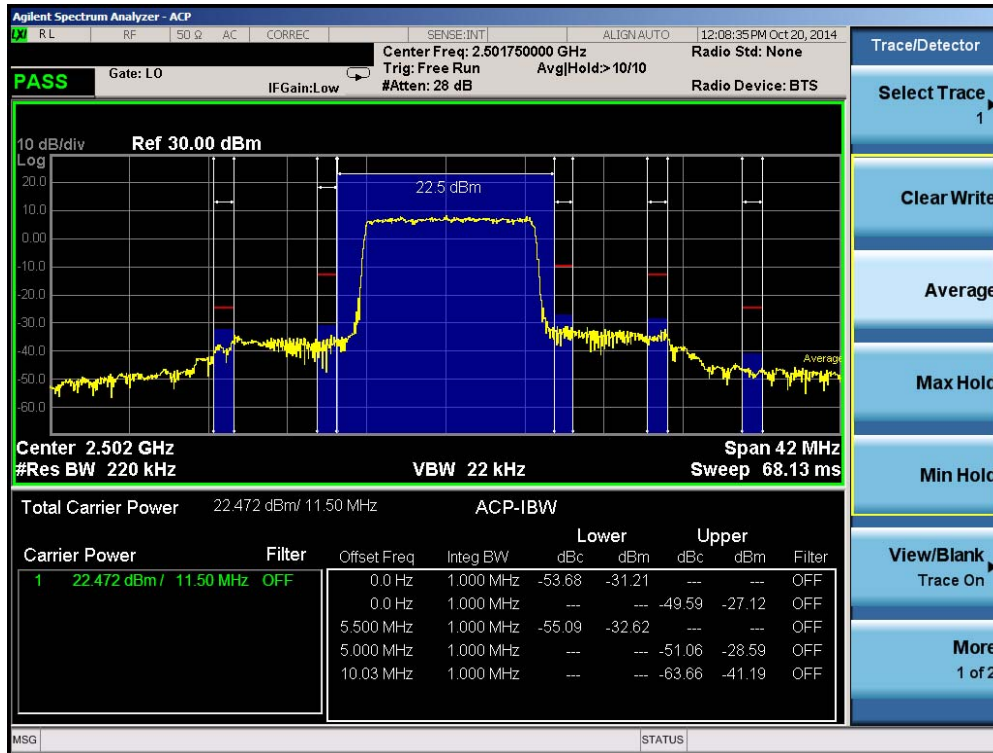 Agilent Spectrum Analyzer - ACP
LXI RL RF 50 Ω AC CORREC SENSE:INT ALIGN AUTO 12:08:35 PM Oct 20, 2014
Center Freq: 2.501750000 GHz Radio Std: None
PASS Gate: LO Trig: Free Run Avg|Hold:>10/10
IFGain:Low #Atten: 28 dB Radio Device: BTS
10 dB/div Ref 30.00 dBm
Log
20.0
22.5 dBm
10.0
0.00
-10.0
-20.0
-30.0
-40.0
Average
-50.0
-60.0
Center 2.502 GHz Span 42 MHz
#Res BW 220 kHz VBW 22 kHz Sweep 68.13 ms
Total Carrier Power 22.472 dBm/ 11.50 MHz ACP-IBW
Lower Upper
Carrier Power Filter Offset Freq Integ BW dBc dBm dBc dBm Filter
1 22.472 dBm / 11.50 MHz OFF 0.0 Hz 1.000 MHz -53.68 -31.21 --- --- OFF
0.0 Hz 1.000 MHz --- --- -49.59 -27.12 OFF
5.500 MHz 1.000 MHz -55.09 -32.62 --- --- OFF
5.000 MHz 1.000 MHz --- --- -51.06 -28.59 OFF
10.03 MHz 1.000 MHz --- --- -63.66 -41.19 OFF
MSG STATUS
Trace/Detector
Select Trace
1
Clear Write
Average
Max Hold
Min Hold
View/Blank
Trace On
More
1 of 2